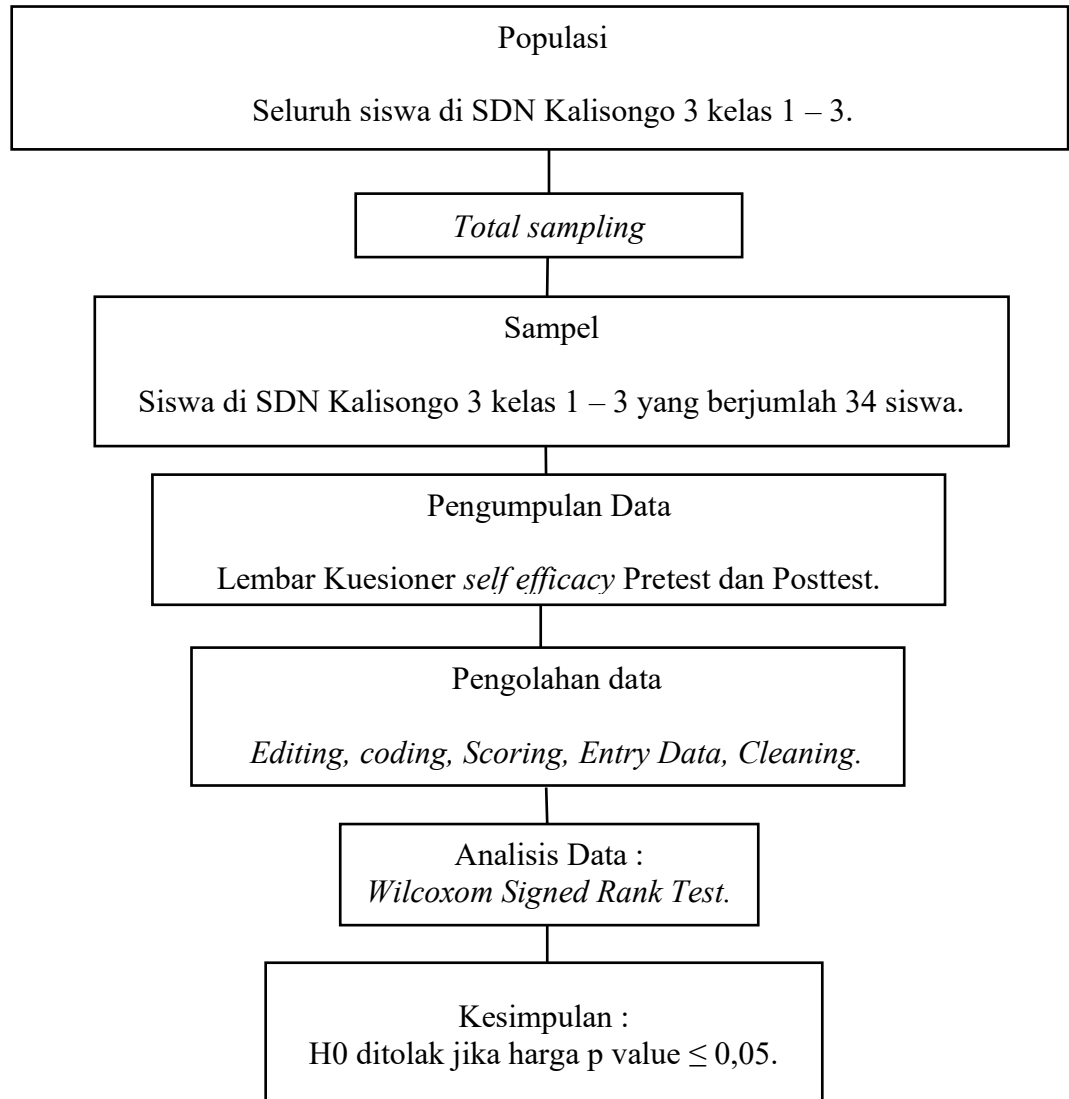 Populasi
Seluruh siswa di SDN Kalisongo 3 kelas 1 – 3.
Total sampling
Sampel
Siswa di SDN Kalisongo 3 kelas 1 – 3 yang berjumlah 34 siswa.
Pengumpulan Data
Lembar Kuesioner self efficacy Pretest dan Posttest.
Pengolahan data
Editing, coding, Scoring, Entry Data, Cleaning.
Analisis Data :
Wilcoxom Signed Rank Test.
Kesimpulan :
H0 ditolak jika harga p value ≤ 0,05.